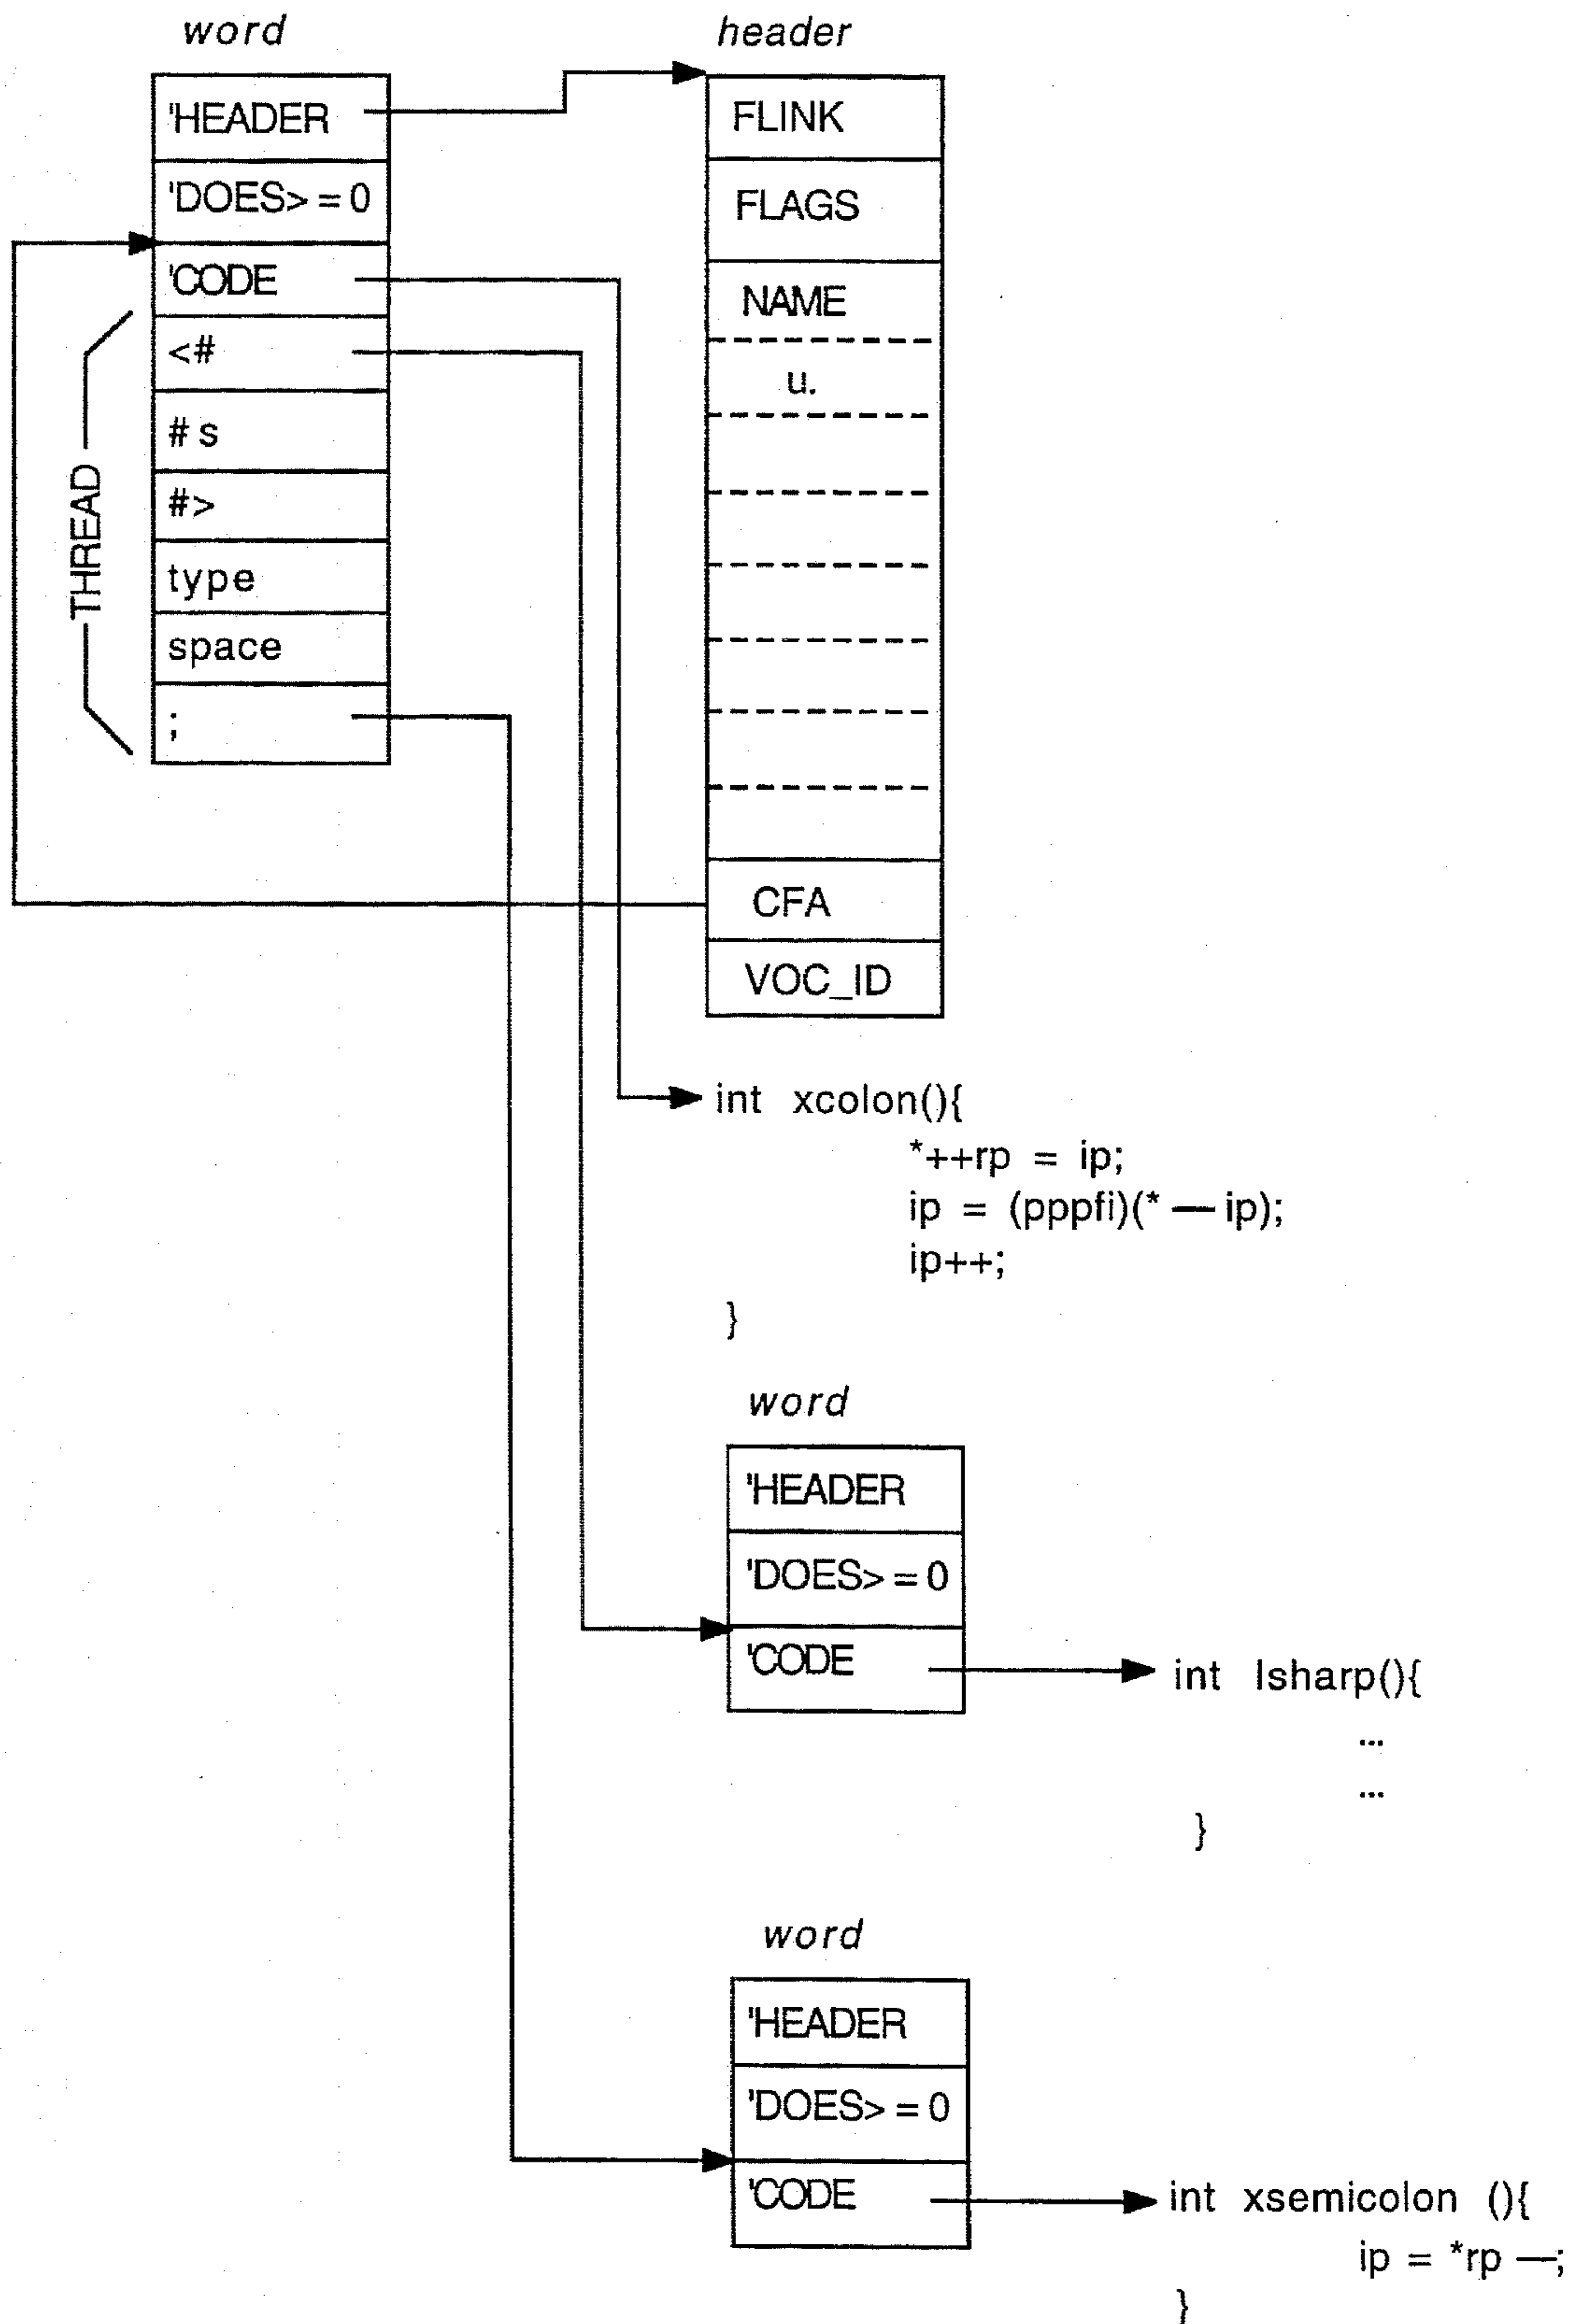 word
'HEADER
'DOES> = 0
'CODE
<#
# s
#>
type
space
;
THREAD
header
FLINK
FLAGS
NAME
u.
CFA
VOC_ID
int xcolon(){
*++rp = ip;
ip = (pppfi)(* — ip);
ip++;
}
word
'HEADER
'DOES> = 0
'CODE
int lsharp(){
...
...
}
word
'HEADER
'DOES> = 0
'CODE
int xsemicolon (){
ip = *rp —;
}